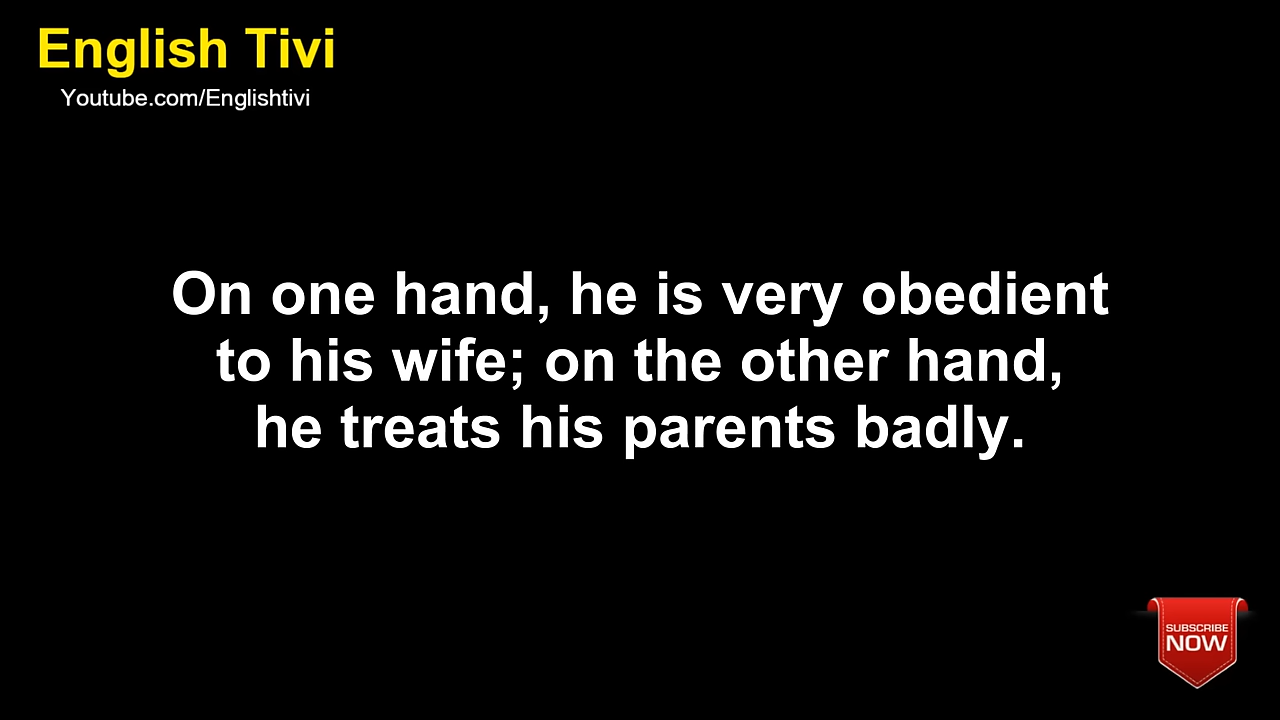 English Tivi
Youtube.com/Englishtivi
On one hand, he is very obedient
to his wife; on the other hand,
he treats his parents badly.
SUBSCRIBE
NOW